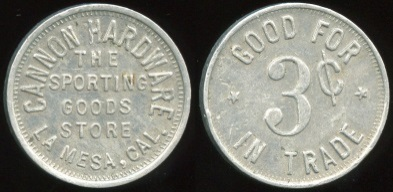 CANNON HARDWARE
THE
SPORTING
GOODS
STORE
LA MESA, CAL.
GOOD FOR
3¢
IN TRADE